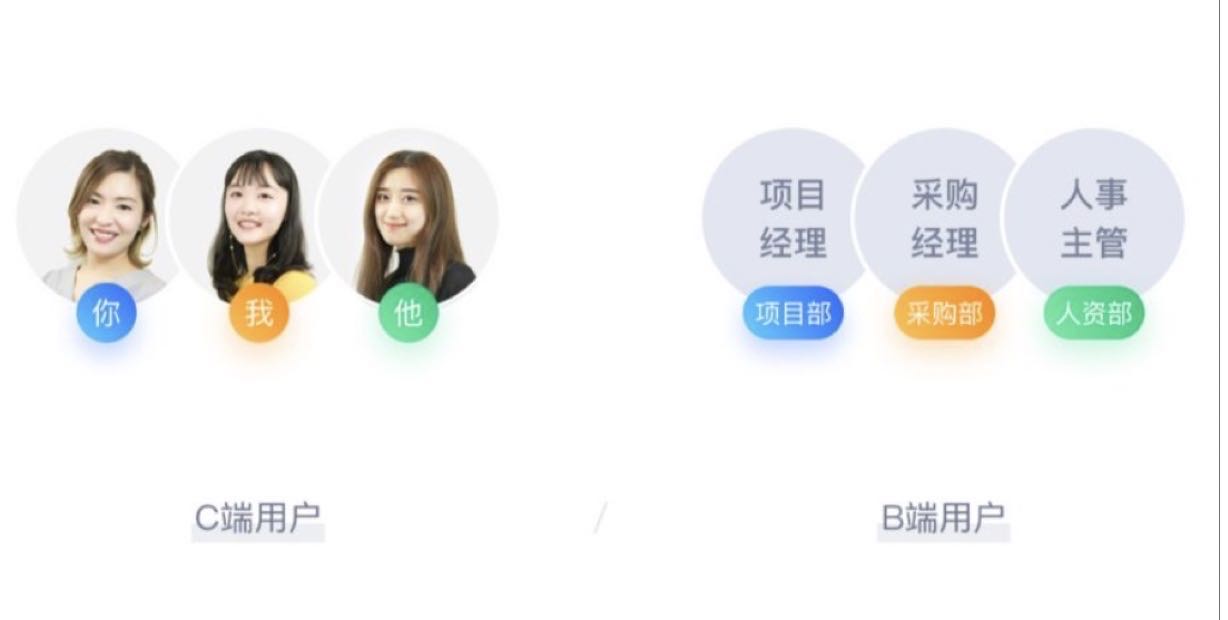 项目
经理
采购
经理
人事
主管
你
我
他
项目部
采购部
人资部
C端用户
/
B端用户